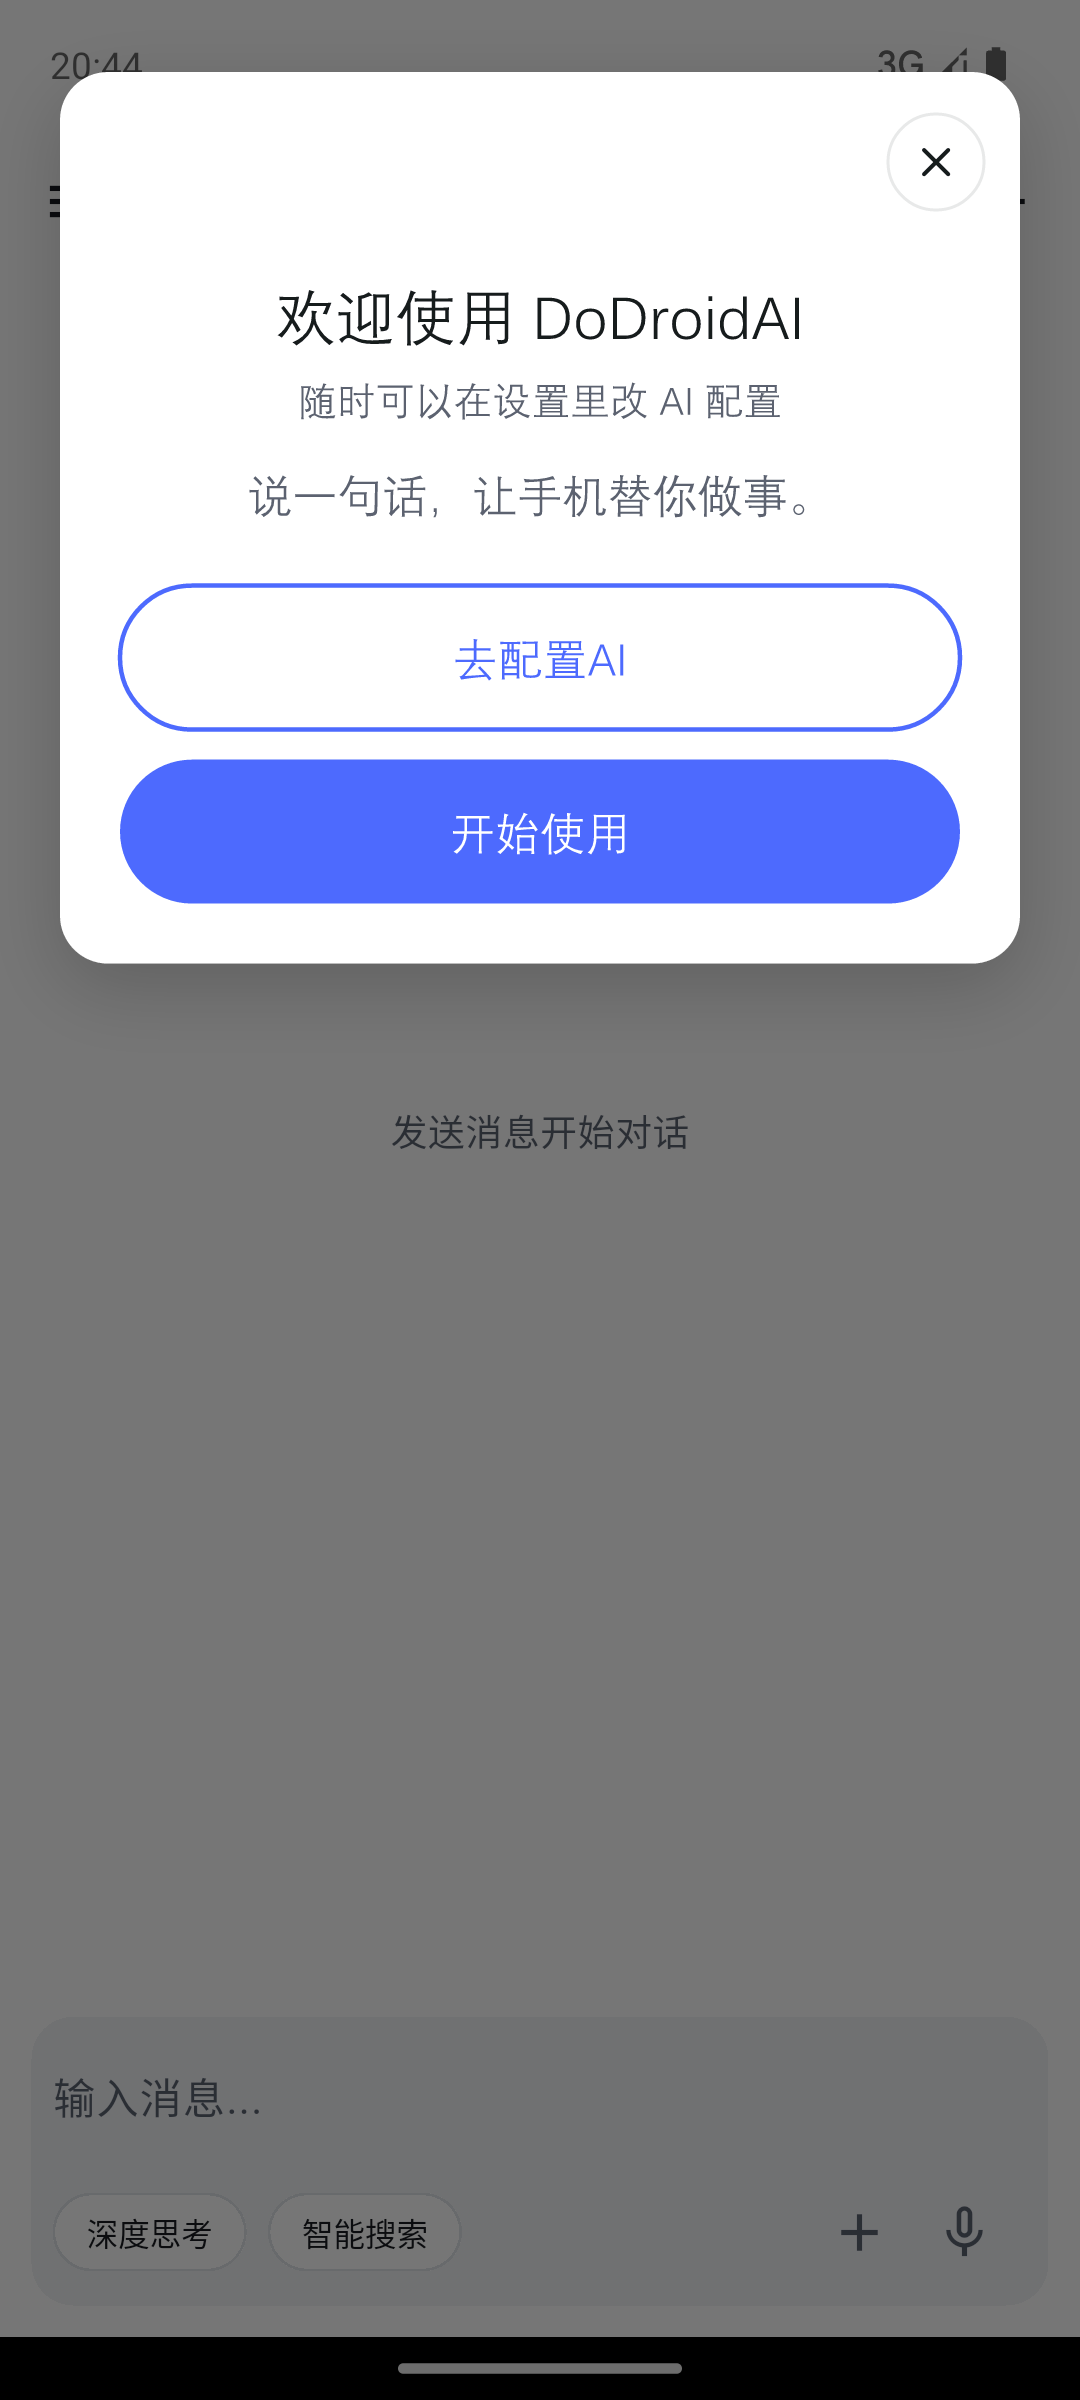 20:44
3G
欢迎使用 DoDroidAI
随时可以在设置里改 AI 配置
说一句话，让手机替你做事。
去配置AI
开始使用
发送消息开始对话
输入消息...
深度思考
智能搜索